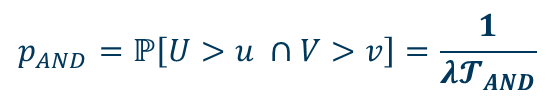 p_AND = ℙ[U > u ∩ V > v] = 1 / λ𝒯_AND